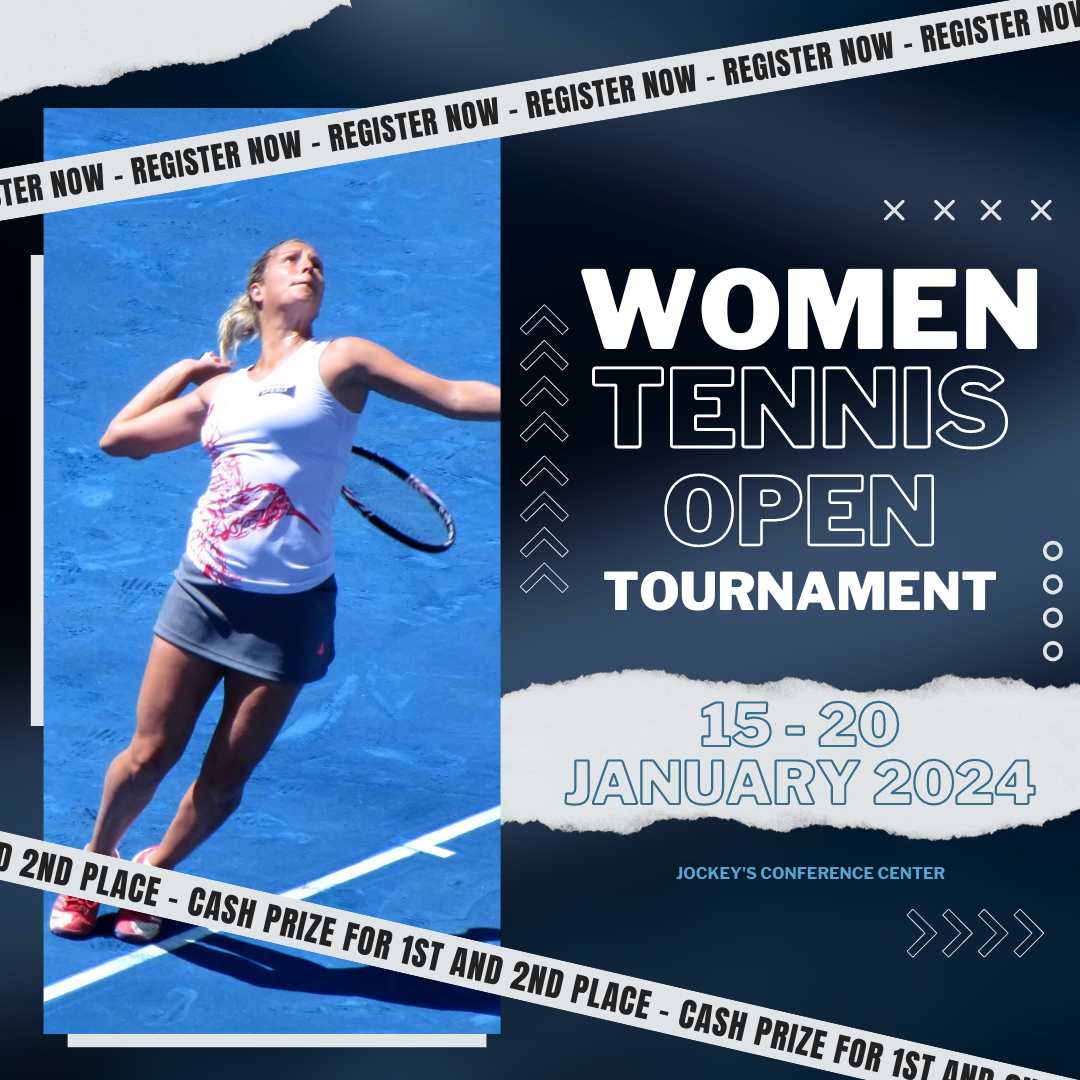 STER NOW - REGISTER NOW - REGISTER NOW - REGISTER NOW - REGISTER NOW - REGISTER NOW
WOMEN
TENNIS
OPEN
TOURNAMENT
15 - 20
JANUARY 2024
JOCKEY'S CONFERENCE CENTER
D 2ND PLACE - CASH PRIZE FOR 1ST AND 2ND PLACE - CASH PRIZE FOR 1ST AND